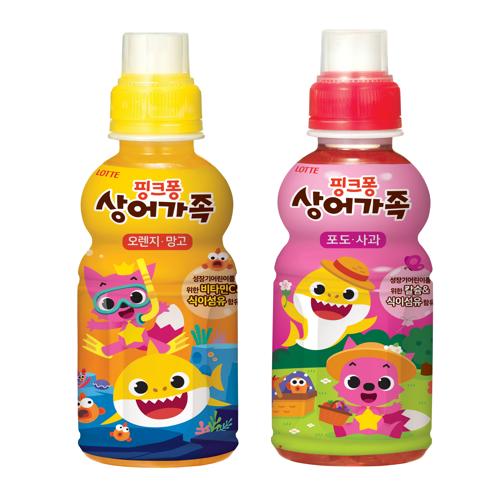 LOTTE
핑크퐁
상어가족
오렌지·망고
성장기어린이를
위한 비타민C&
식이섬유 함유
LOTTE
핑크퐁
상어가족
포도·사과
성장기어린이를
위한 칼슘&
식이섬유 함유